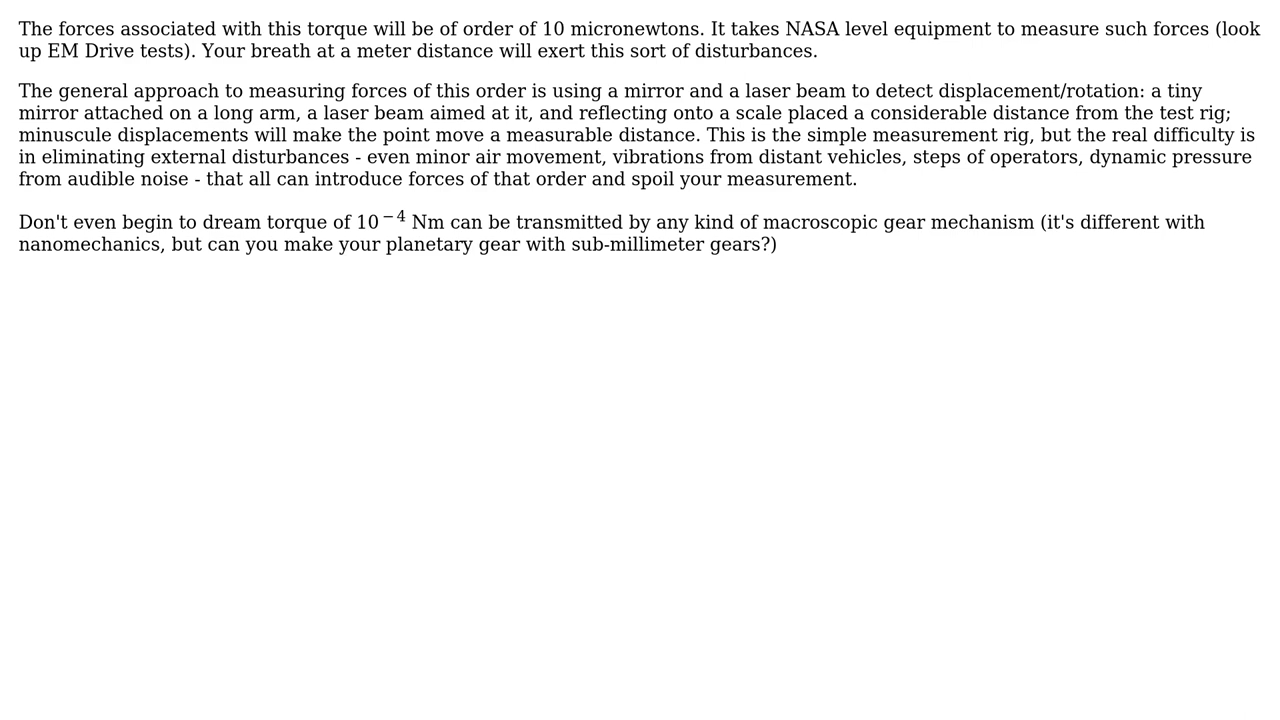 The forces associated with this torque will be of order of 10 micronewtons. It takes NASA level equipment to measure such forces (look
up EM Drive tests). Your breath at a meter distance will exert this sort of disturbances.
The general approach to measuring forces of this order is using a mirror and a laser beam to detect displacement/rotation: a tiny
mirror attached on a long arm, a laser beam aimed at it, and reflecting onto a scale placed a considerable distance from the test rig;
minuscule displacements will make the point move a measurable distance. This is the simple measurement rig, but the real difficulty is
in eliminating external disturbances - even minor air movement, vibrations from distant vehicles, steps of operators, dynamic pressure
from audible noise - that all can introduce forces of that order and spoil your measurement.
Don't even begin to dream torque of 10⁻⁴ Nm can be transmitted by any kind of macroscopic gear mechanism (it's different with
nanomechanics, but can you make your planetary gear with sub-millimeter gears?)